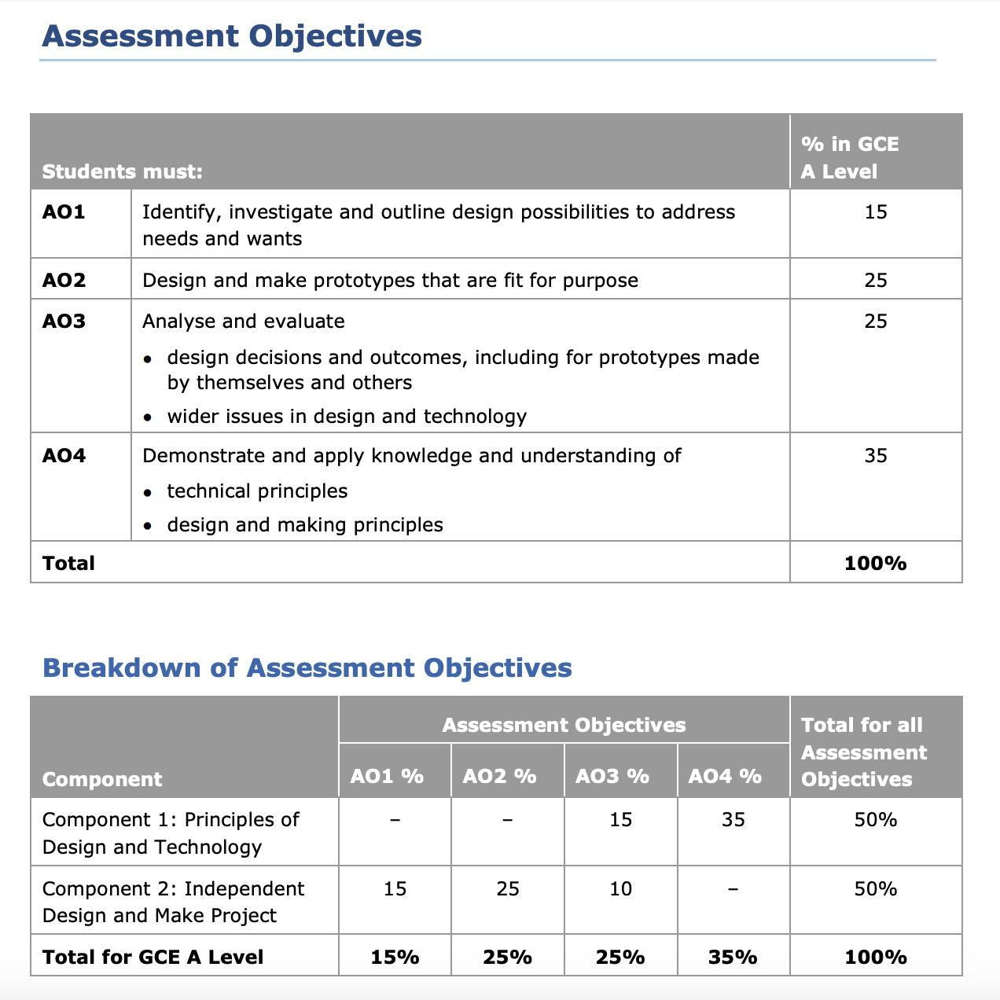 Assessment Objectives
Students must:
% in GCE
A Level
AO1
Identify, investigate and outline design possibilities to address
needs and wants
15
AO2
Design and make prototypes that are fit for purpose
25
AO3
Analyse and evaluate
• design decisions and outcomes, including for prototypes made
by themselves and others
• wider issues in design and technology
25
AO4
Demonstrate and apply knowledge and understanding of
• technical principles
• design and making principles
35
Total
100%
Breakdown of Assessment Objectives
Component
Assessment Objectives
AO1 %
AO2 %
AO3 %
AO4 %
Total for all
Assessment
Objectives
Component 1: Principles of
Design and Technology
–
–
15
35
50%
Component 2: Independent
Design and Make Project
15
25
10
–
50%
Total for GCE A Level
15%
25%
25%
35%
100%